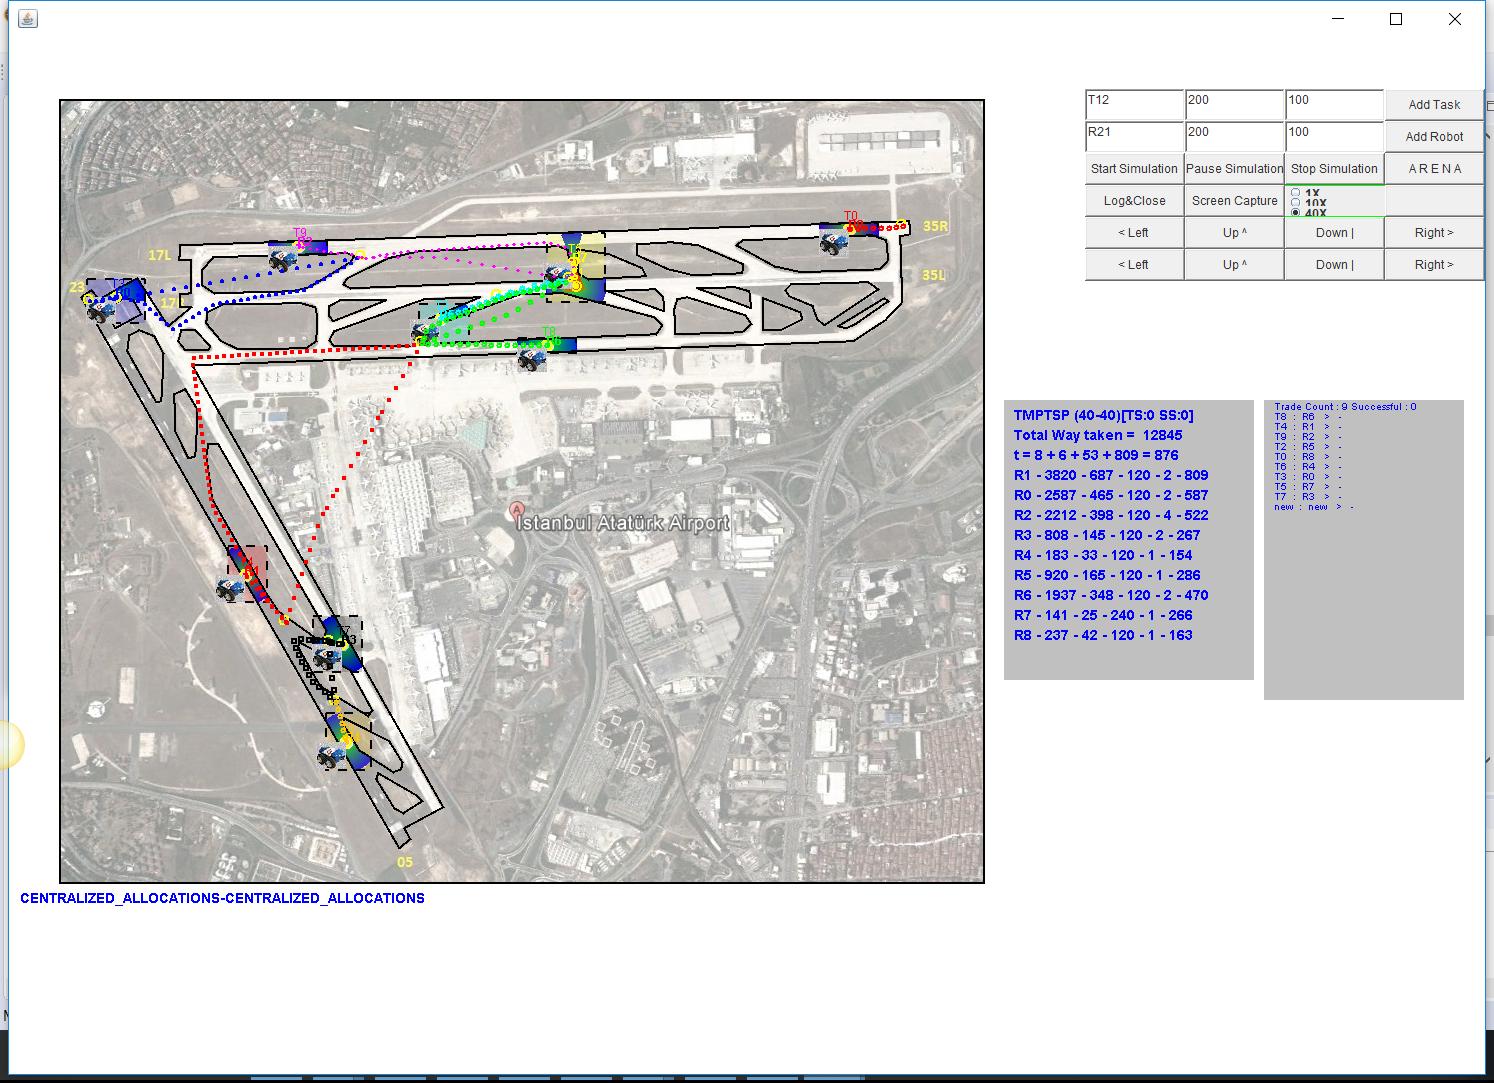 T12 200 100 Add Task
R21 200 100 Add Robot
Start Simulation Pause Simulation Stop Simulation A R E N A
Log&Close Screen Capture
1X
10X
40X
< Left Up ^ Down | Right >
< Left Up ^ Down | Right >
T0
35R
T9
17L
35L
23
T8
TMPTSP (40-40)[TS:0 SS:0]
Total Way taken = 12845
t = 8 + 6 + 53 + 809 = 876
R1 - 3820 - 687 - 120 - 2 - 809
R0 - 2587 - 465 - 120 - 2 - 587
R2 - 2212 - 398 - 120 - 4 - 522
R3 - 808 - 145 - 120 - 2 - 267
R4 - 183 - 33 - 120 - 1 - 154
R5 - 920 - 165 - 120 - 1 - 286
R6 - 1937 - 348 - 120 - 2 - 470
R7 - 141 - 25 - 240 - 1 - 266
R8 - 237 - 42 - 120 - 1 - 163
Trade Count : 9 Successful : 0
T8 : R6 > -
T4 : R1 > -
T9 : R2 > -
T2 : R5 > -
T0 : R8 > -
T6 : R4 > -
T3 : R0 > -
T5 : R7 > -
T7 : R3 > -
new : new > -
A
İstanbul Atatürk Airport
T7
R3
05
CENTRALIZED_ALLOCATIONS-CENTRALIZED_ALLOCATIONS